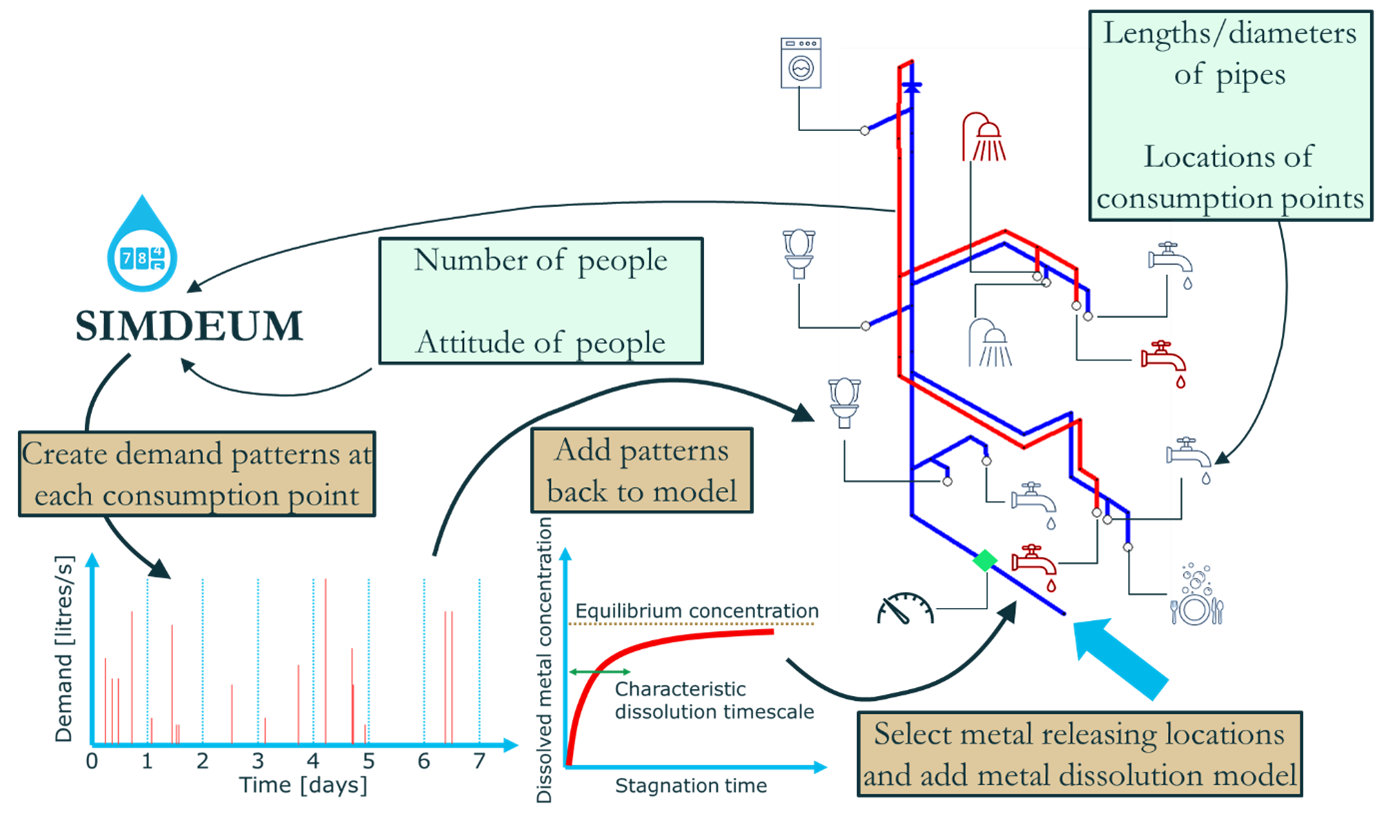 Lengths/diameters
of pipes
Locations of
consumption points
784
SIMDEUM
Number of people
Attitude of people
Create demand patterns at
each consumption point
Add patterns
back to model
Demand [litres/s]
0 1 2 3 4 5 6 7
Time [days]
Dissolved metal concentration
Equilibrium concentration
Characteristic
dissolution timescale
Stagnation time
Select metal releasing locations
and add metal dissolution model